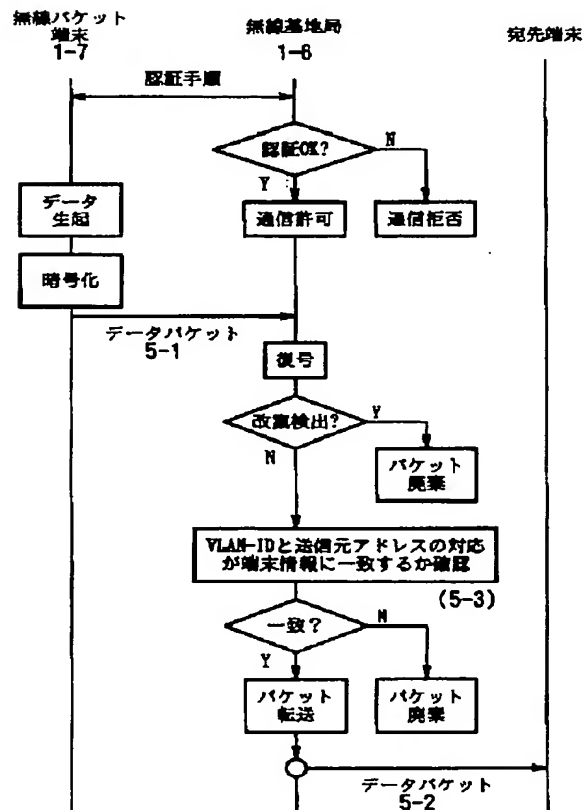 無線パケット
端末
1-7
無線基地局
1-6
宛先端末
認証手順
認証OK?
N
Y
データ
生起
通信許可
通信拒否
暗号化
データパケット
5-1
復号
改竄検出?
Y
N
パケット
廃棄
VLAN-IDと送信元アドレスの対応
が端末情報に一致するか確認
(5-3)
一致?
N
Y
パケット
転送
パケット
廃棄
データパケット
5-2